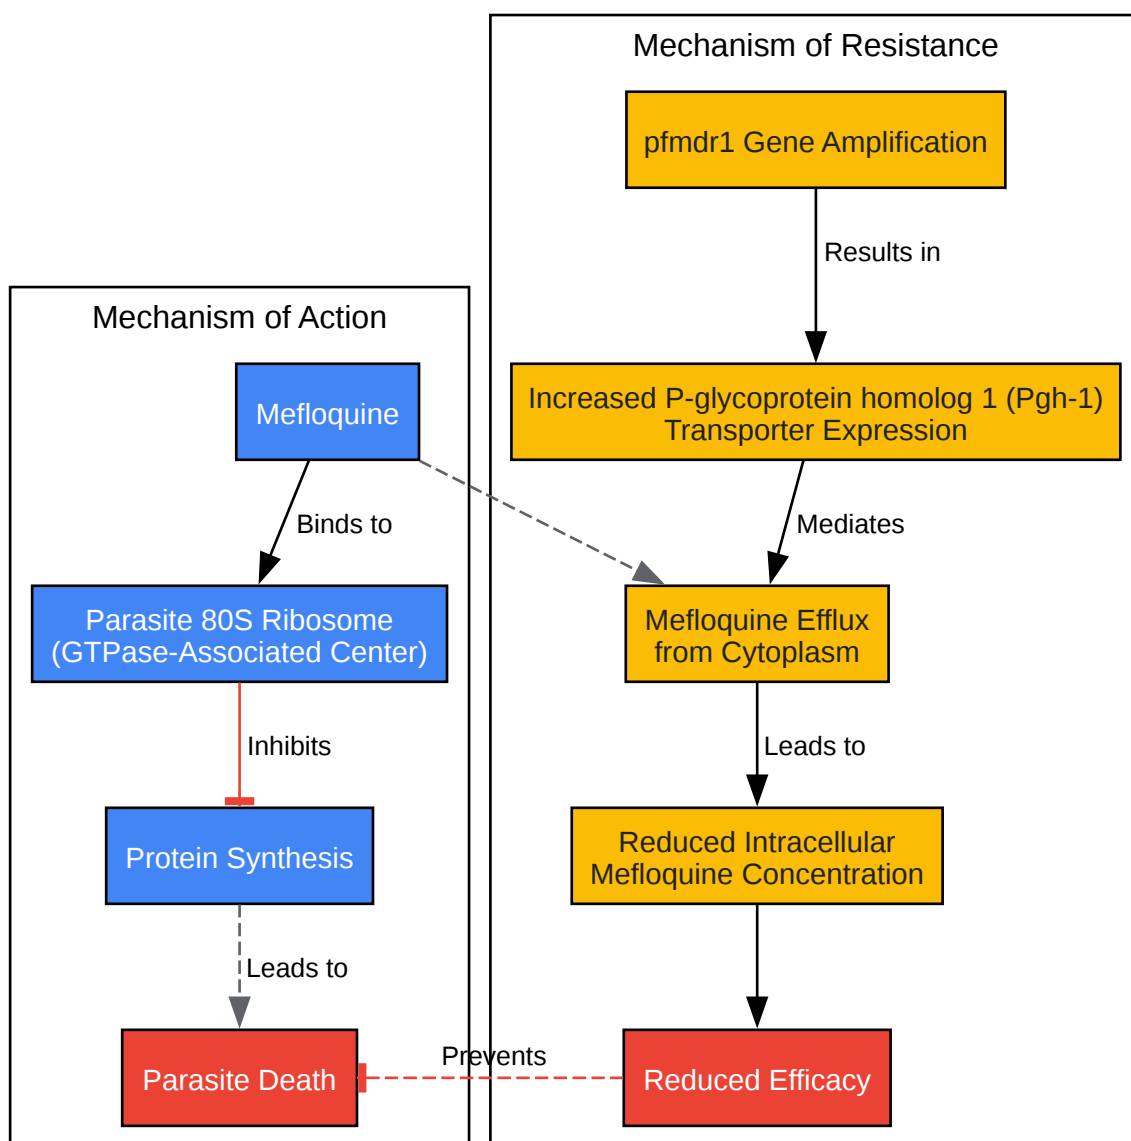 Mechanism of Resistance
pfmdr1 Gene Amplification
Results in
Mechanism of Action
Mefloquine
Increased P-glycoprotein homolog 1 (Pgh-1)
Transporter Expression
Binds to
Mediates
Parasite 80S Ribosome
(GTPase-Associated Center)
Mefloquine Efflux
from Cytoplasm
Inhibits
Leads to
Protein Synthesis
Reduced Intracellular
Mefloquine Concentration
Leads to
Parasite Death
Prevents
Reduced Efficacy